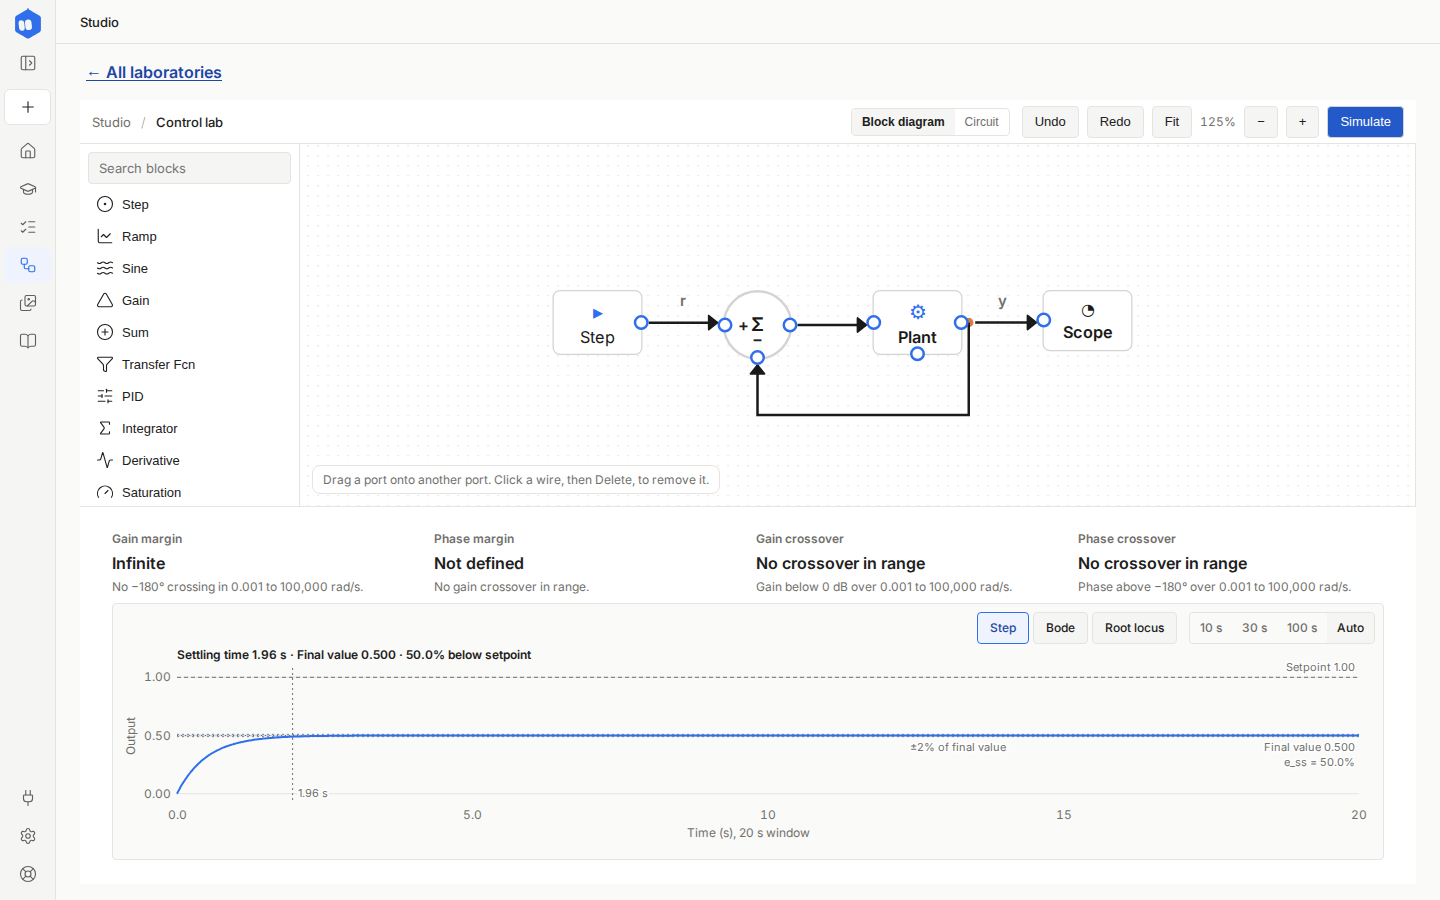 Studio
← All laboratories
Studio / Control lab
Block diagram
Circuit
Undo
Redo
Fit
125%
−
+
Simulate
Search blocks
Step
Ramp
Sine
Gain
Sum
Transfer Fcn
PID
Integrator
Derivative
Saturation
Step
r
+ Σ
−
Plant
y
Scope
Drag a port onto another port. Click a wire, then Delete, to remove it.
Gain margin
Infinite
No −180° crossing in 0.001 to 100,000 rad/s.
Phase margin
Not defined
No gain crossover in range.
Gain crossover
No crossover in range
Gain below 0 dB over 0.001 to 100,000 rad/s.
Phase crossover
No crossover in range
Phase above −180° over 0.001 to 100,000 rad/s.
Step
Bode
Root locus
10 s
30 s
100 s
Auto
Settling time 1.96 s · Final value 0.500 · 50.0% below setpoint
Setpoint 1.00
1.00
0.50
0.00
Output
±2% of final value
Final value 0.500
e_ss = 50.0%
1.96 s
0.0
5.0
10
15
20
Time (s), 20 s window